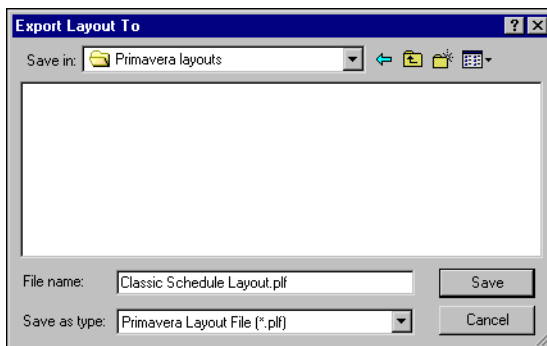 Export Layout To
Save in: Primavera layouts
File name: Classic Schedule Layout.plf
Save
Save as type: Primavera Layout File (*.plf)
Cancel